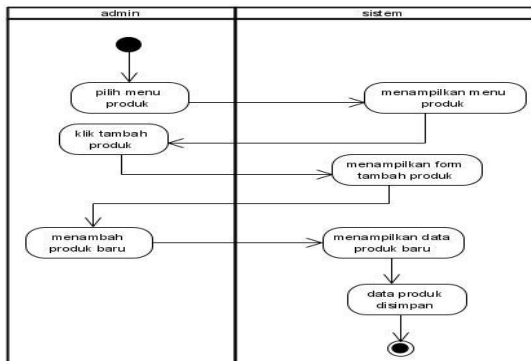 admin
sistem
pilih menu
produk
menampilkan menu
produk
klik tambah
produk
menampilkan form
tambah produk
menambah
produk baru
menampilkan data
produk baru
data produk
disimpan